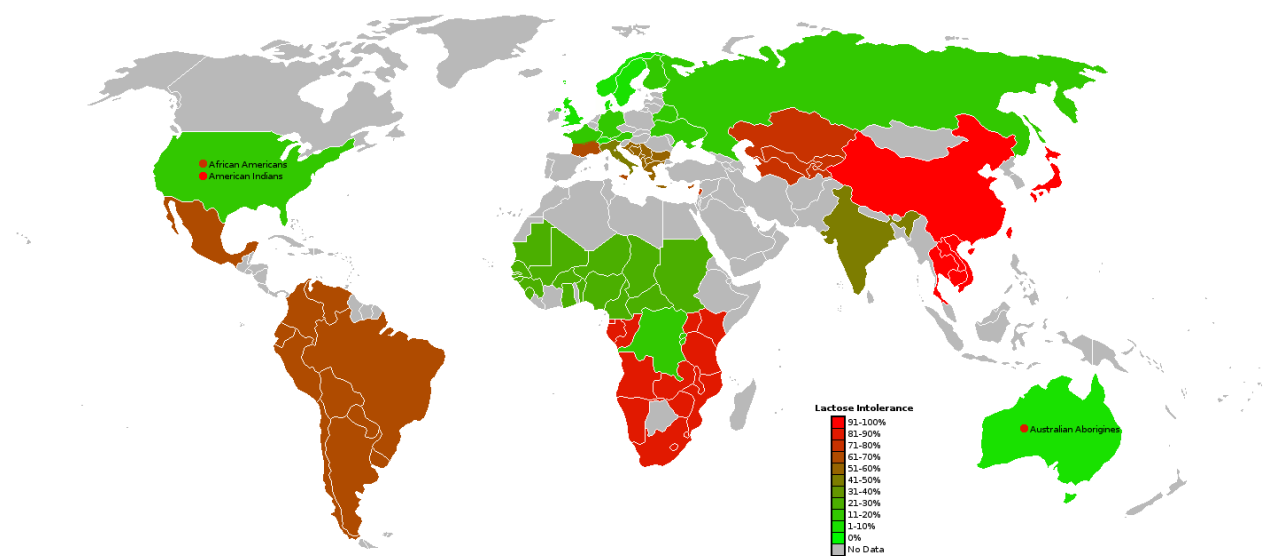 African Americans
American Indians
Lactose Intolerance
91-100%
81-90%
71-80%
61-70%
51-60%
41-50%
31-40%
21-30%
11-20%
1-10%
0%
No Data
Australian Aborigines